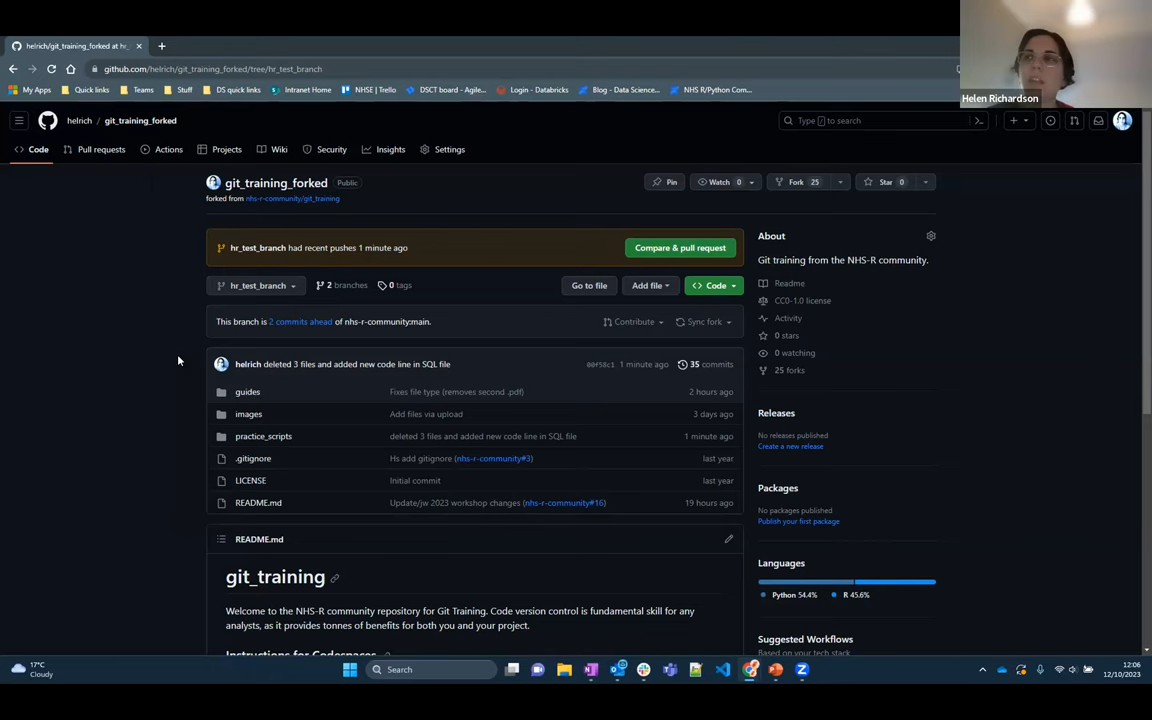 helrich/git_training_forked at hr_
github.com/helrich/git_training_forked/tree/hr_test_branch
My Apps Quick links Teams Stuff DS quick links Intranet Home NHSE | Trello DSCT board - Agile... Login - Databricks Blog - Data Science... NHS R/Python Com...
Helen Richardson
helrich / git_training_forked
Type / to search
Code Pull requests Actions Projects Wiki Security Insights Settings
git_training_forked Public
Pin Watch 0 Fork 25 Star 0
forked from nhs-r-community/git_training
hr_test_branch had recent pushes 1 minute ago
Compare & pull request
hr_test_branch 2 branches 0 tags
Go to file Add file Code
This branch is 2 commits ahead of nhs-r-community:main.
Contribute Sync fork
helrich deleted 3 files and added new code line in SQL file 00f58c1 1 minute ago 35 commits
guides Fixes file type (removes second .pdf) 2 hours ago
images Add files via upload 3 days ago
practice_scripts deleted 3 files and added new code line in SQL file 1 minute ago
.gitignore Hs add gitignore (nhs-r-community#3) last year
LICENSE Initial commit last year
README.md Update/jw 2023 workshop changes (nhs-r-community#16) 19 hours ago
README.md
git_training
Welcome to the NHS-R community repository for Git Training. Code version control is fundamental skill for any
analysts, as it provides tonnes of benefits for both you and your project.
Instructions for Codespaces
About
Git training from the NHS-R community.
Readme
CC0-1.0 license
Activity
0 stars
0 watching
25 forks
Releases
No releases published
Create a new release
Packages
No packages published
Publish your first package
Languages
Python 54.4% R 45.6%
Suggested Workflows
Based on your tech stack
17°C
Cloudy
Search
12:06
12/10/2023